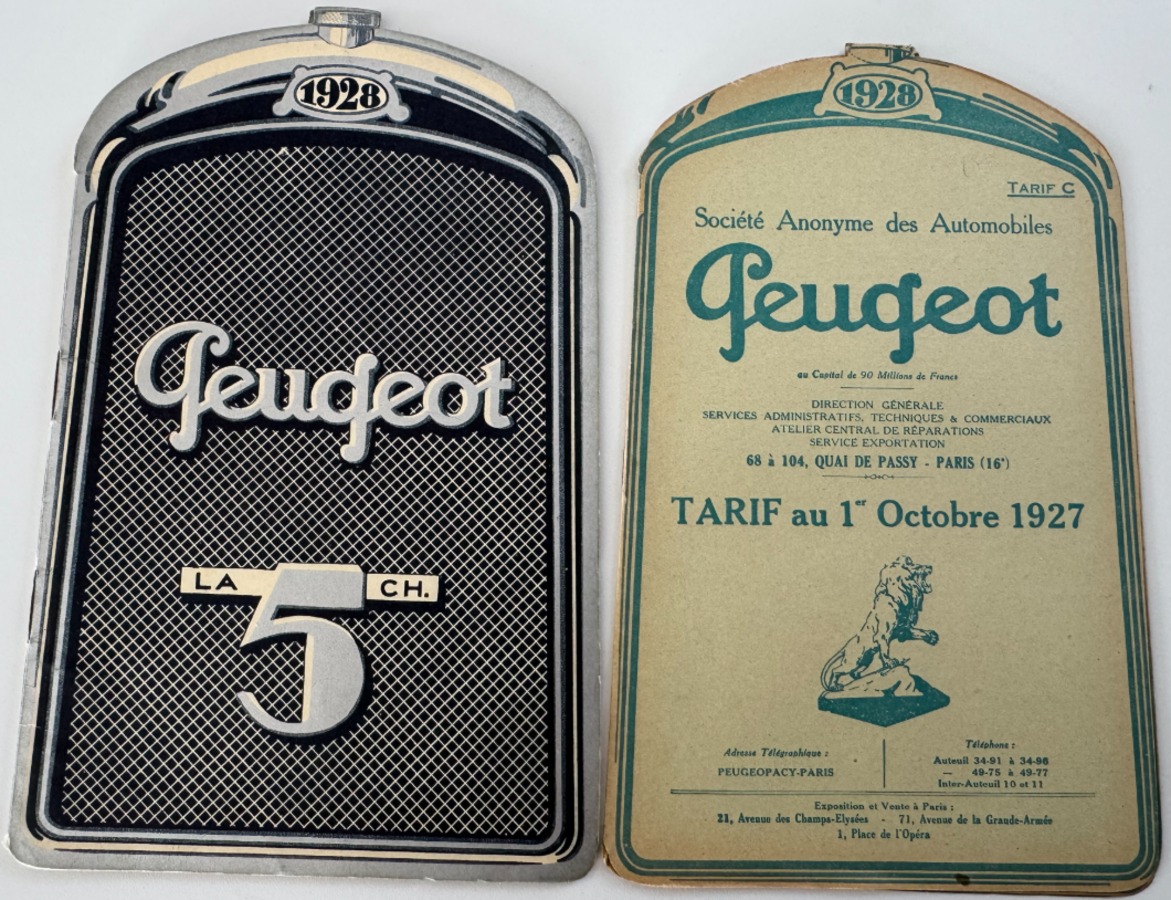 1928
Peugeot
LA 5 CH.
1928
TARIF C
Société Anonyme des Automobiles
Peugeot
au Capital de 90 Millions de Francs
DIRECTION GÉNÉRALE
SERVICES ADMINISTRATIFS, TECHNIQUES & COMMERCIAUX
ATELIER CENTRAL DE RÉPARATIONS
SERVICE EXPORTATION
68 à 104, QUAI DE PASSY - PARIS (16e)
TARIF au 1er Octobre 1927
Adresse Télégraphique :
PEUGEOPACY-PARIS
Téléphone :
Auteuil 34-91 à 34-96
— 49-75 à 49-77
Inter-Auteuil 10 et 11
Exposition et Vente à Paris :
21, Avenue des Champs-Elysées - 71, Avenue de la Grande-Armée
1, Place de l'Opéra